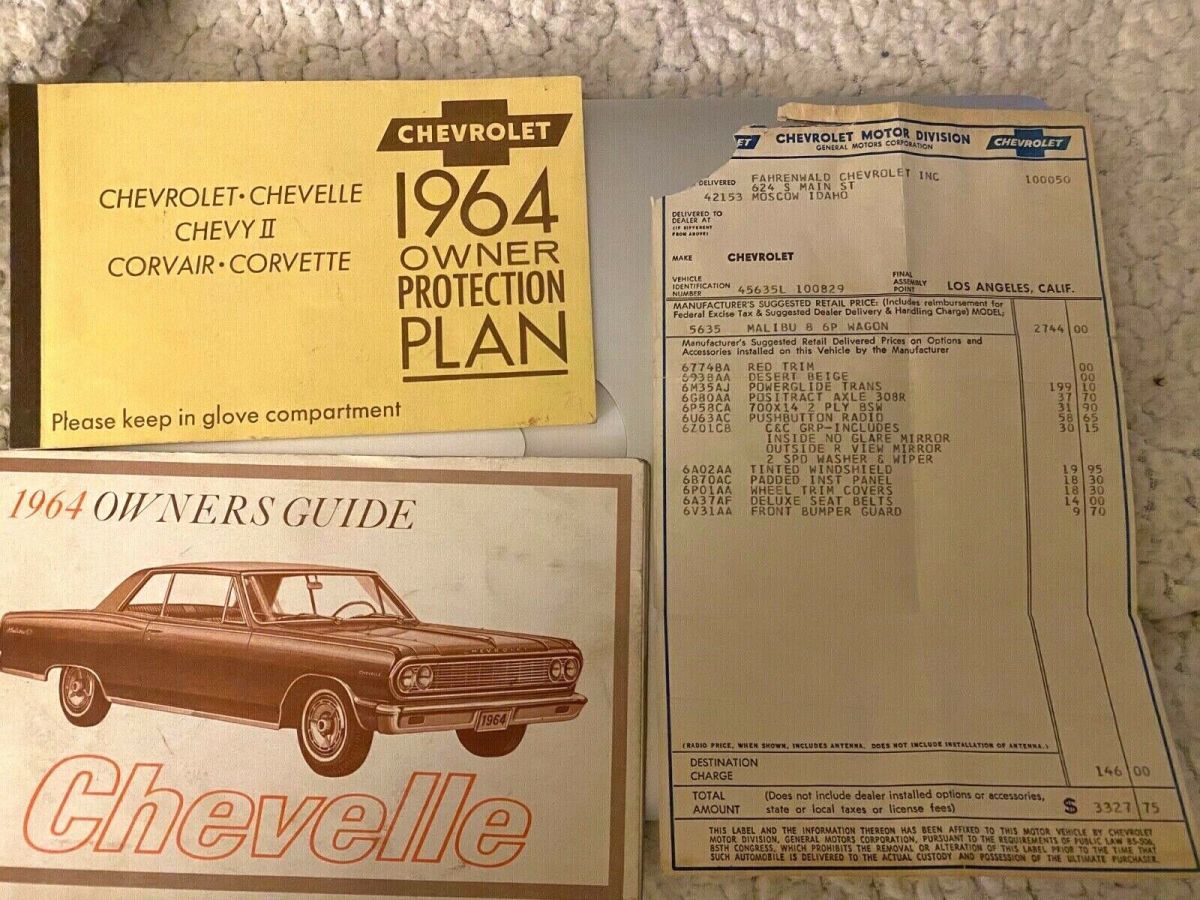 CHEVROLET
CHEVROLET • CHEVELLE
CHEVY II
CORVAIR • CORVETTE
1964
OWNER
PROTECTION
PLAN
Please keep in glove compartment
1964 OWNERS GUIDE
Malibu
CHEVROLET
CHEVELLE
1964
Chevelle
ET CHEVROLET MOTOR DIVISION
GENERAL MOTORS CORPORATION
CHEVROLET
DELIVERED FAHRENWALD CHEVROLET INC 100050
624 S MAIN ST
42153 MOSCOW IDAHO
DELIVERED TO
DEALER AT
(IF DIFFERENT
FROM ABOVE)
MAKE CHEVROLET
VEHICLE
IDENTIFICATION
NUMBER 45635L 100829
FINAL
ASSEMBLY
POINT LOS ANGELES, CALIF.
MANUFACTURER'S SUGGESTED RETAIL PRICE: (Includes reimbursement for
Federal Excise Tax & Suggested Dealer Delivery & Handling Charge) MODEL;
5635 MALIBU 8 6P WAGON 2744 00
Manufacturer's Suggested Retail Delivered Prices on Options and
Accessories installed on this Vehicle by the Manufacturer
6774BA RED TRIM 00
6938AA DESERT BEIGE 00
6M35AJ POWERGLIDE TRANS 199 10
6G80AA POSITRACT AXLE 308R 37 70
6P58CA 700X14 2 PLY BSW 31 90
6U63AC PUSHBUTTON RADIO 58 65
6Z01CB C&C GRP-INCLUDES 30 15
INSIDE NO GLARE MIRROR
OUTSIDE R VIEW MIRROR
2 SPD WASHER & WIPER
6A02AA TINTED WINDSHIELD 19 95
6B70AC PADDED INST PANEL 18 30
6P01AA WHEEL TRIM COVERS 18 30
6A37AF DELUXE SEAT BELTS 14 00
6V31AA FRONT BUMPER GUARD 9 70
(RADIO PRICE, WHEN SHOWN, INCLUDES ANTENNA. DOES NOT INCLUDE INSTALLATION OF ANTENNA.)
DESTINATION
CHARGE 146 00
TOTAL (Does not include dealer installed options or accessories,
AMOUNT state or local taxes or license fees) $ 3327 75
THIS LABEL AND THE INFORMATION THEREON HAS BEEN AFFIXED TO THIS MOTOR VEHICLE BY CHEVROLET
MOTOR DIVISION, GENERAL MOTORS CORPORATION, PURSUANT TO THE REQUIREMENTS OF PUBLIC LAW 85-506,
85TH CONGRESS, WHICH PROHIBITS THE REMOVAL OR ALTERATION OF THIS LABEL PRIOR TO THE TIME THAT
SUCH AUTOMOBILE IS DELIVERED TO THE ACTUAL CUSTODY AND POSSESSION OF THE ULTIMATE PURCHASER.